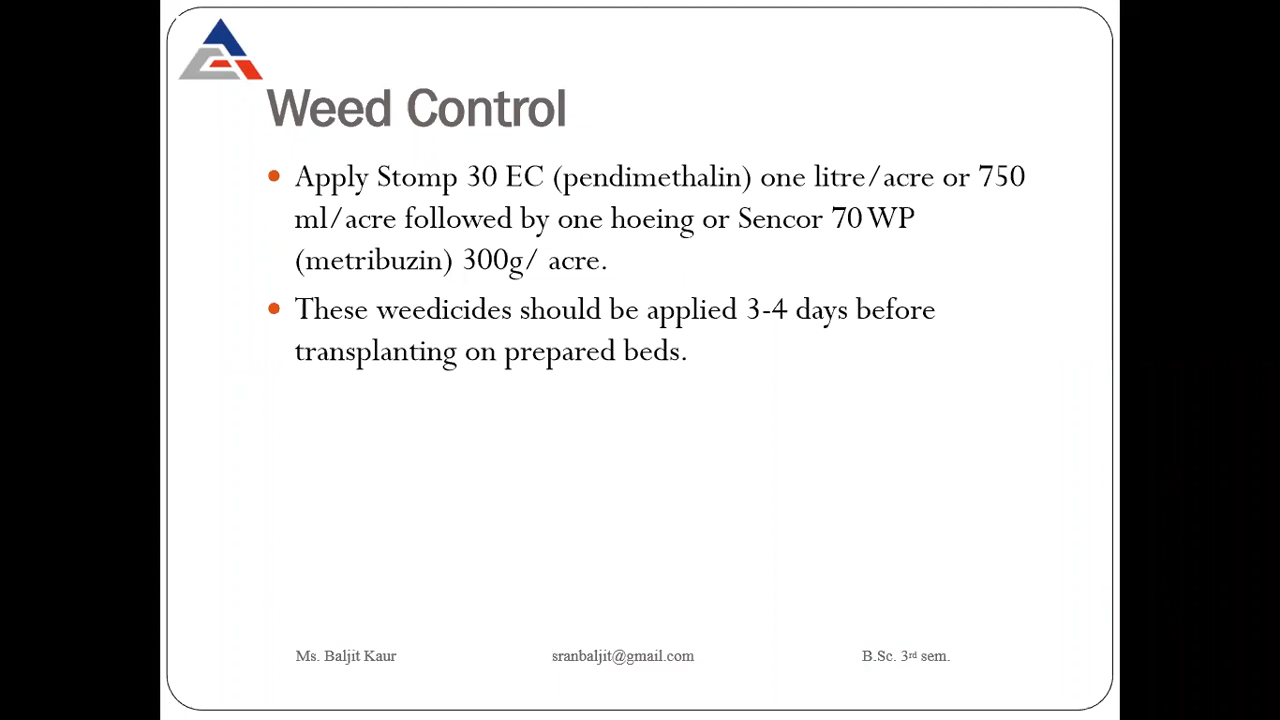 Weed Control
• Apply Stomp 30 EC (pendimethalin) one litre/acre or 750
ml/acre followed by one hoeing or Sencor 70 WP
(metribuzin) 300g/ acre.
• These weedicides should be applied 3-4 days before
transplanting on prepared beds.
Ms. Baljit Kaur sranbaljit@gmail.com B.Sc. 3rd sem.